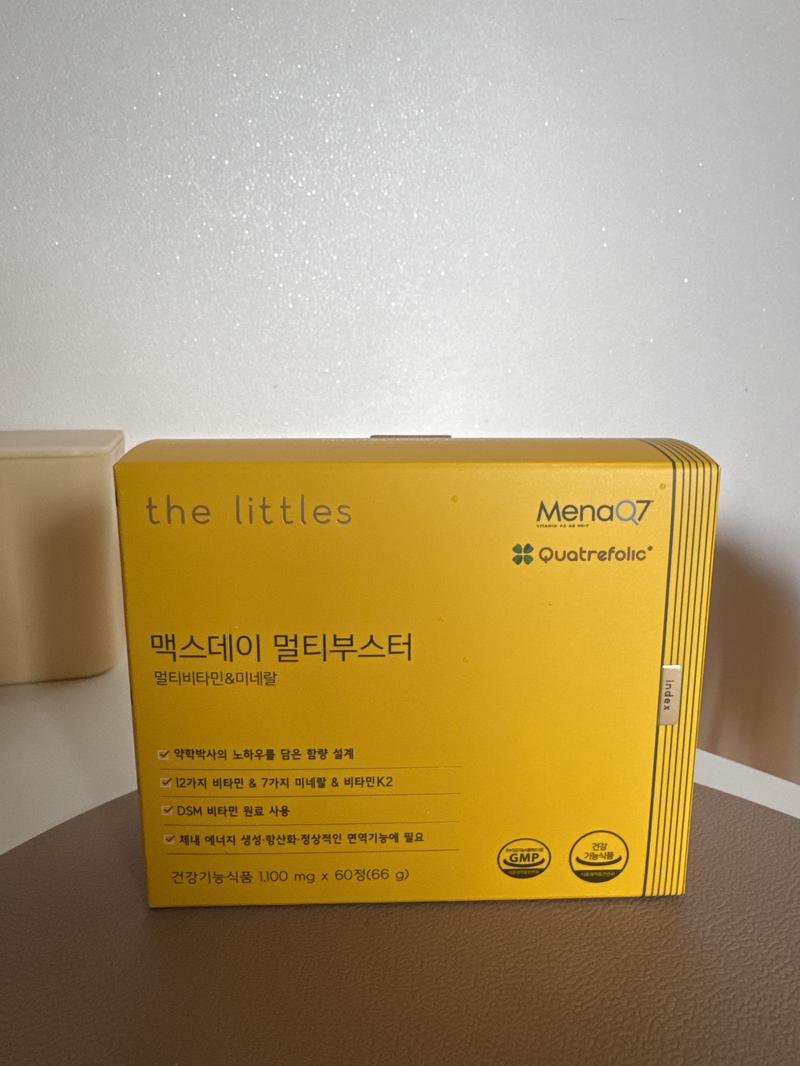 the littles
MenaQ7
Quatrefolic®
맥스데이 멀티부스터
멀티비타민&미네랄
index
약학박사의 노하우를 담은 함량 설계
12가지 비타민 & 7가지 미네랄 & 비타민K2
DSM 비타민 원료 사용
체내 에너지 생성·항산화·정상적인 면역기능에 필요
건강기능식품 1,100 mg x 60정(66 g)
GMP
건강
기능식품